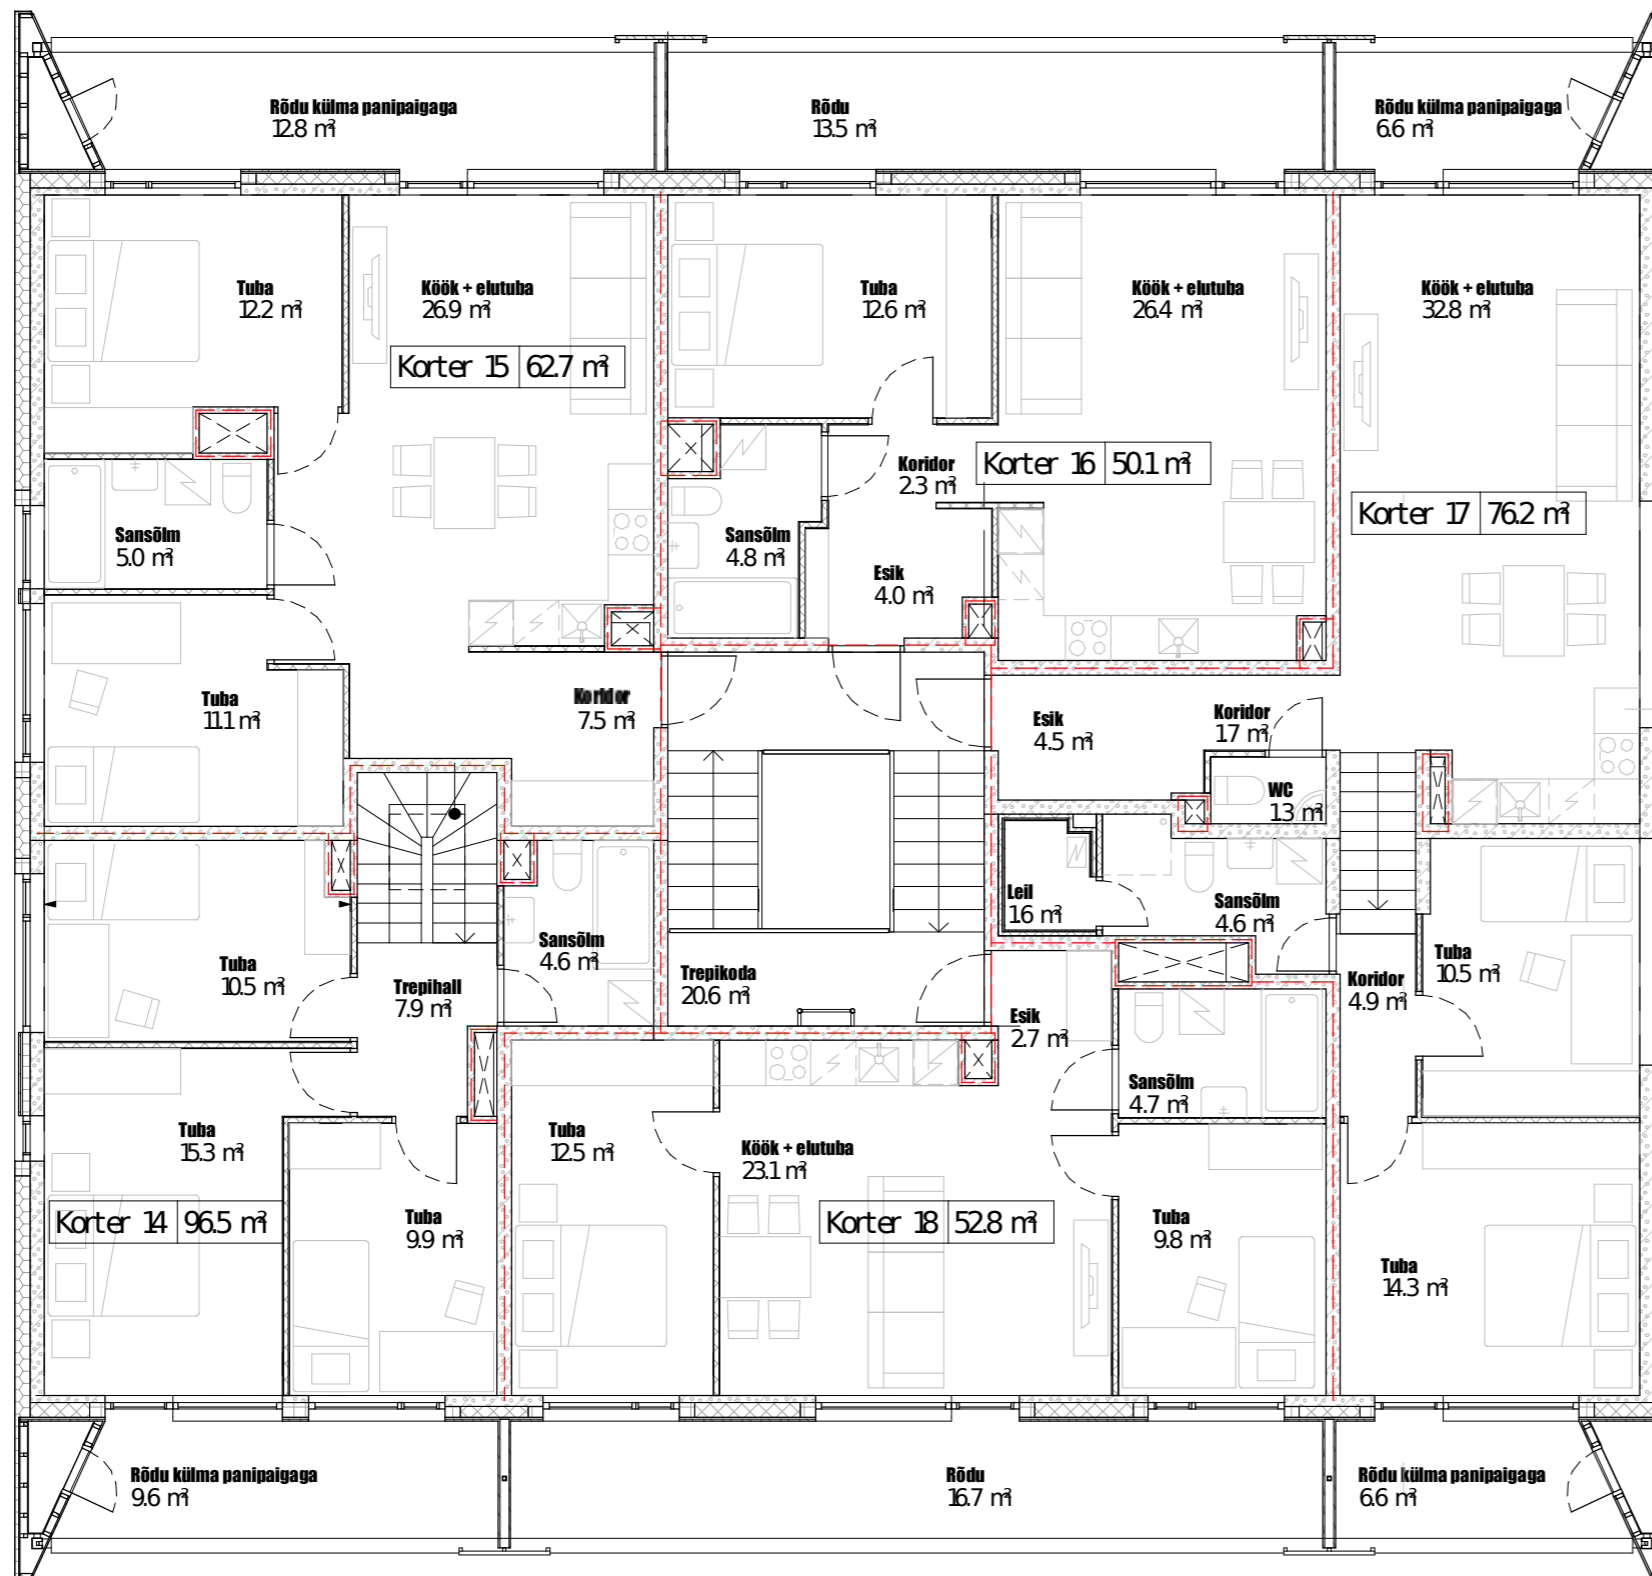 Rõdu külma panipaigaga
12.8 m²
Rõdu
13.5 m²
Rõdu külma panipaigaga
6.6 m²
Tuba
12.2 m²
Köök + elutuba
26.9 m²
Tuba
12.6 m²
Köök + elutuba
26.4 m²
Köök + elutuba
32.8 m²
Korter 15 62.7 m²
Korter 16 50.1 m²
Korter 17 76.2 m²
Koridor
2.3 m²
Sansõlm
5.0 m²
Sansõlm
4.8 m²
Esik
4.0 m²
Tuba
11.1 m²
Koridor
7.5 m²
Esik
4.5 m²
Koridor
1.7 m²
WC
1.3 m²
Leil
1.6 m²
Sansõlm
4.6 m²
Sansõlm
4.6 m²
Tuba
10.5 m²
Trepihall
7.9 m²
Trepikoda
20.6 m²
Koridor
4.9 m²
Tuba
10.5 m²
Esik
2.7 m²
Sansõlm
4.7 m²
Tuba
15.3 m²
Tuba
12.5 m²
Köök + elutuba
23.1 m²
Korter 14 96.5 m²
Tuba
9.9 m²
Korter 18 52.8 m²
Tuba
9.8 m²
Tuba
14.3 m²
Rõdu külma panipaigaga
9.6 m²
Rõdu
16.7 m²
Rõdu külma panipaigaga
6.6 m²